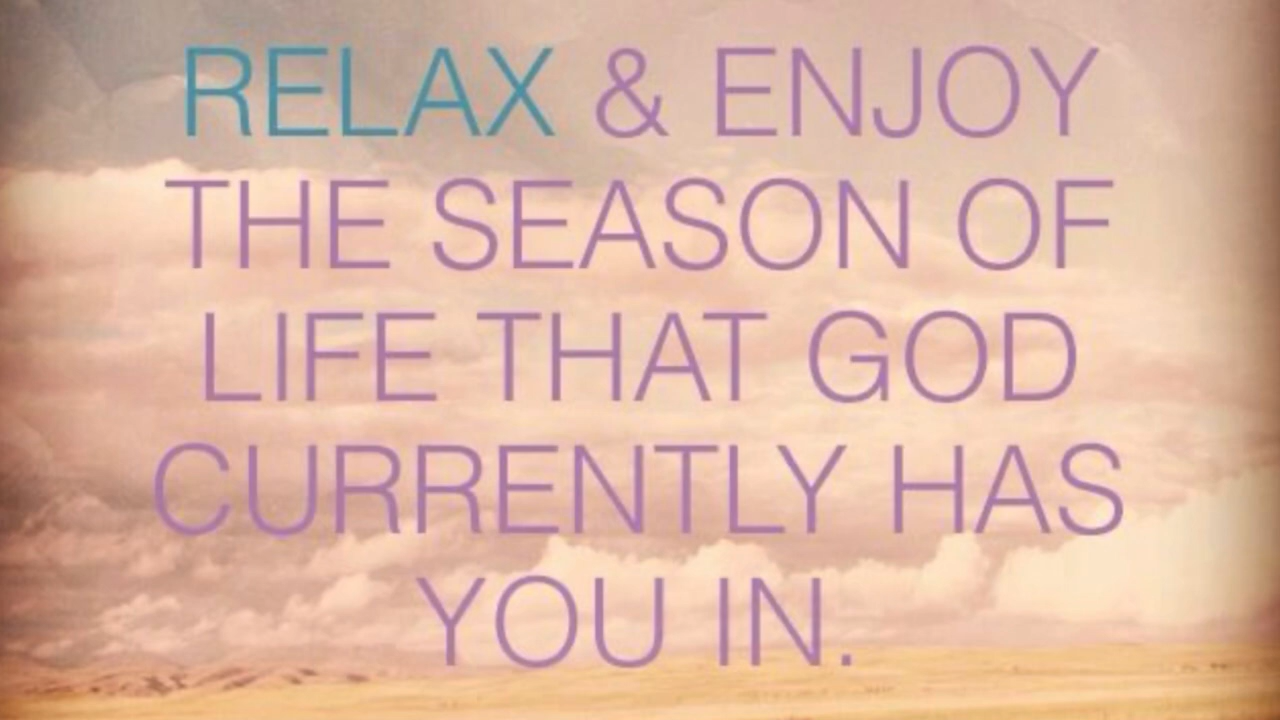 RELAX & ENJOY
THE SEASON OF
LIFE THAT GOD
CURRENTLY HAS
YOU IN.